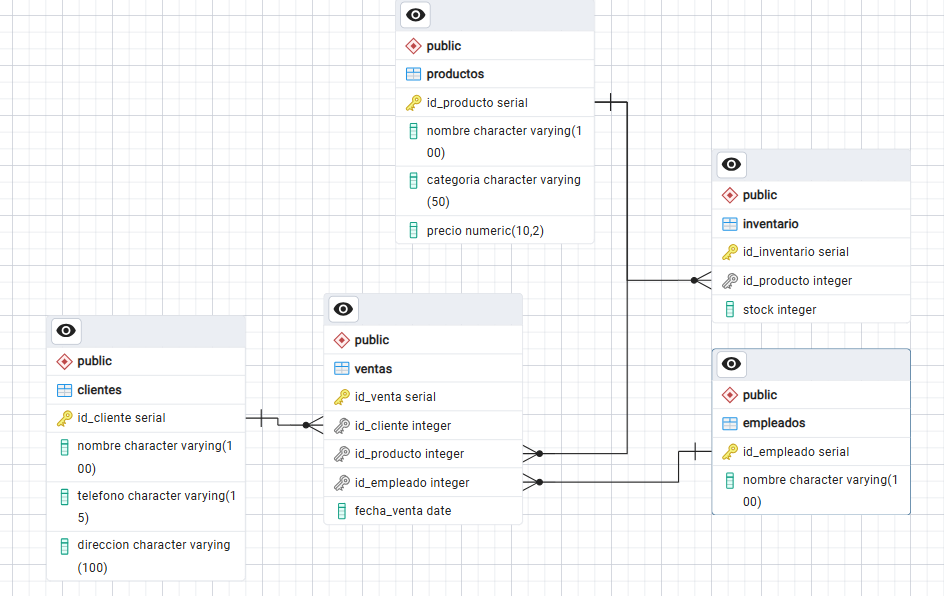 public
productos
id_producto serial
nombre character varying(1
00)
categoria character varying
(50)
precio numeric(10,2)
public
inventario
id_inventario serial
id_producto integer
stock integer
public
clientes
id_cliente serial
nombre character varying(1
00)
telefono character varying(1
5)
direccion character varying
(100)
public
ventas
id_venta serial
id_cliente integer
id_producto integer
id_empleado integer
fecha_venta date
public
empleados
id_empleado serial
nombre character varying(1
00)